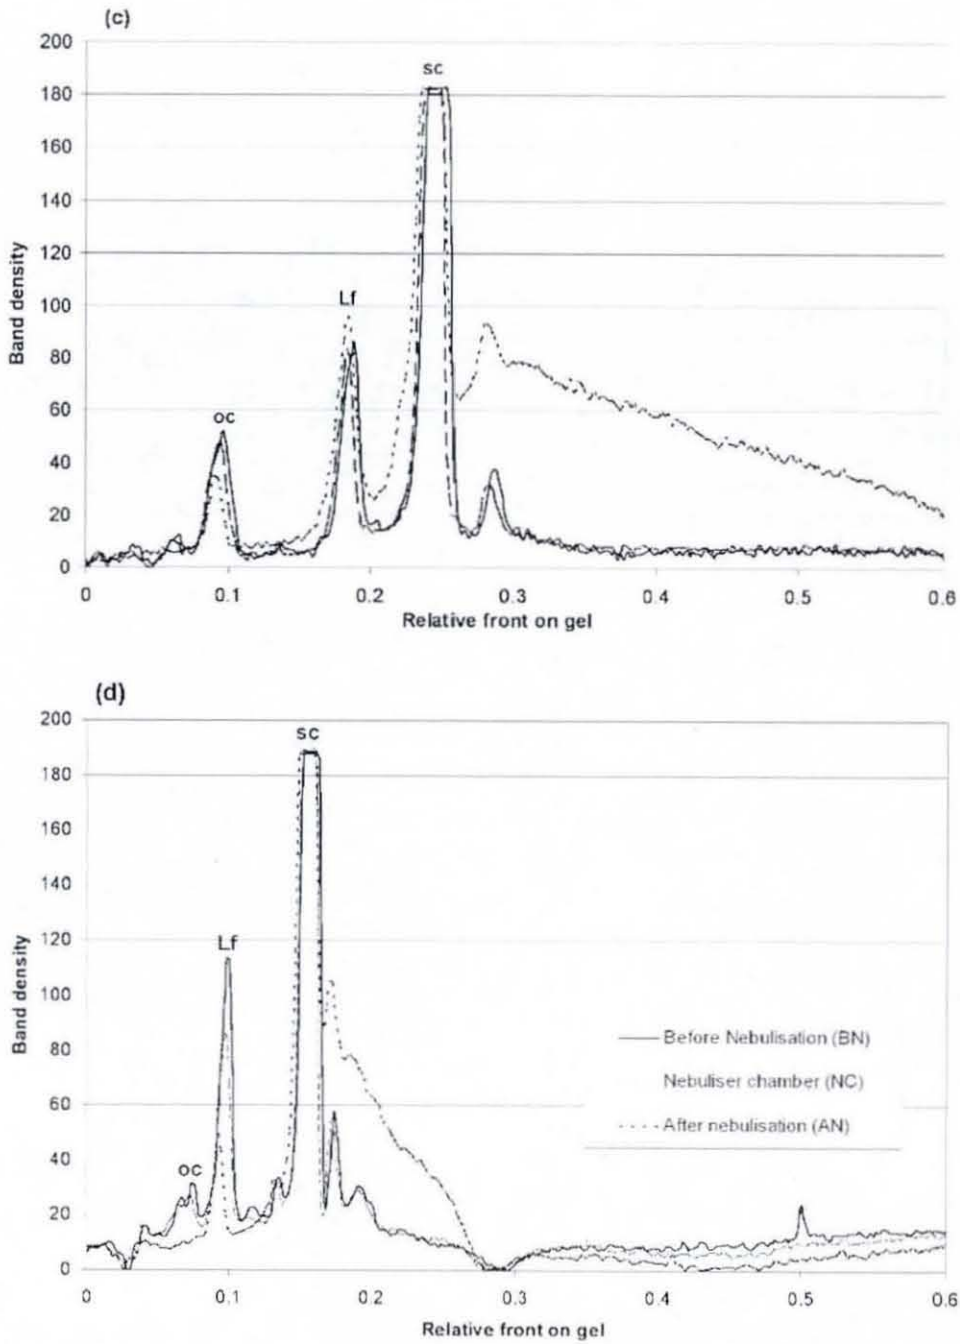 (c)
200
180
160
140
120
100
80
60
40
20
0
Band density
oc
Lf
sc
0 0.1 0.2 0.3 0.4 0.5 0.6
Relative front on gel
(d)
200
180
160
140
120
100
80
60
40
20
0
Band density
oc
Lf
sc
Before Nebulisation (BN)
Nebuliser chamber (NC)
After nebulisation (AN)
0 0.1 0.2 0.3 0.4 0.5 0.6
Relative front on gel